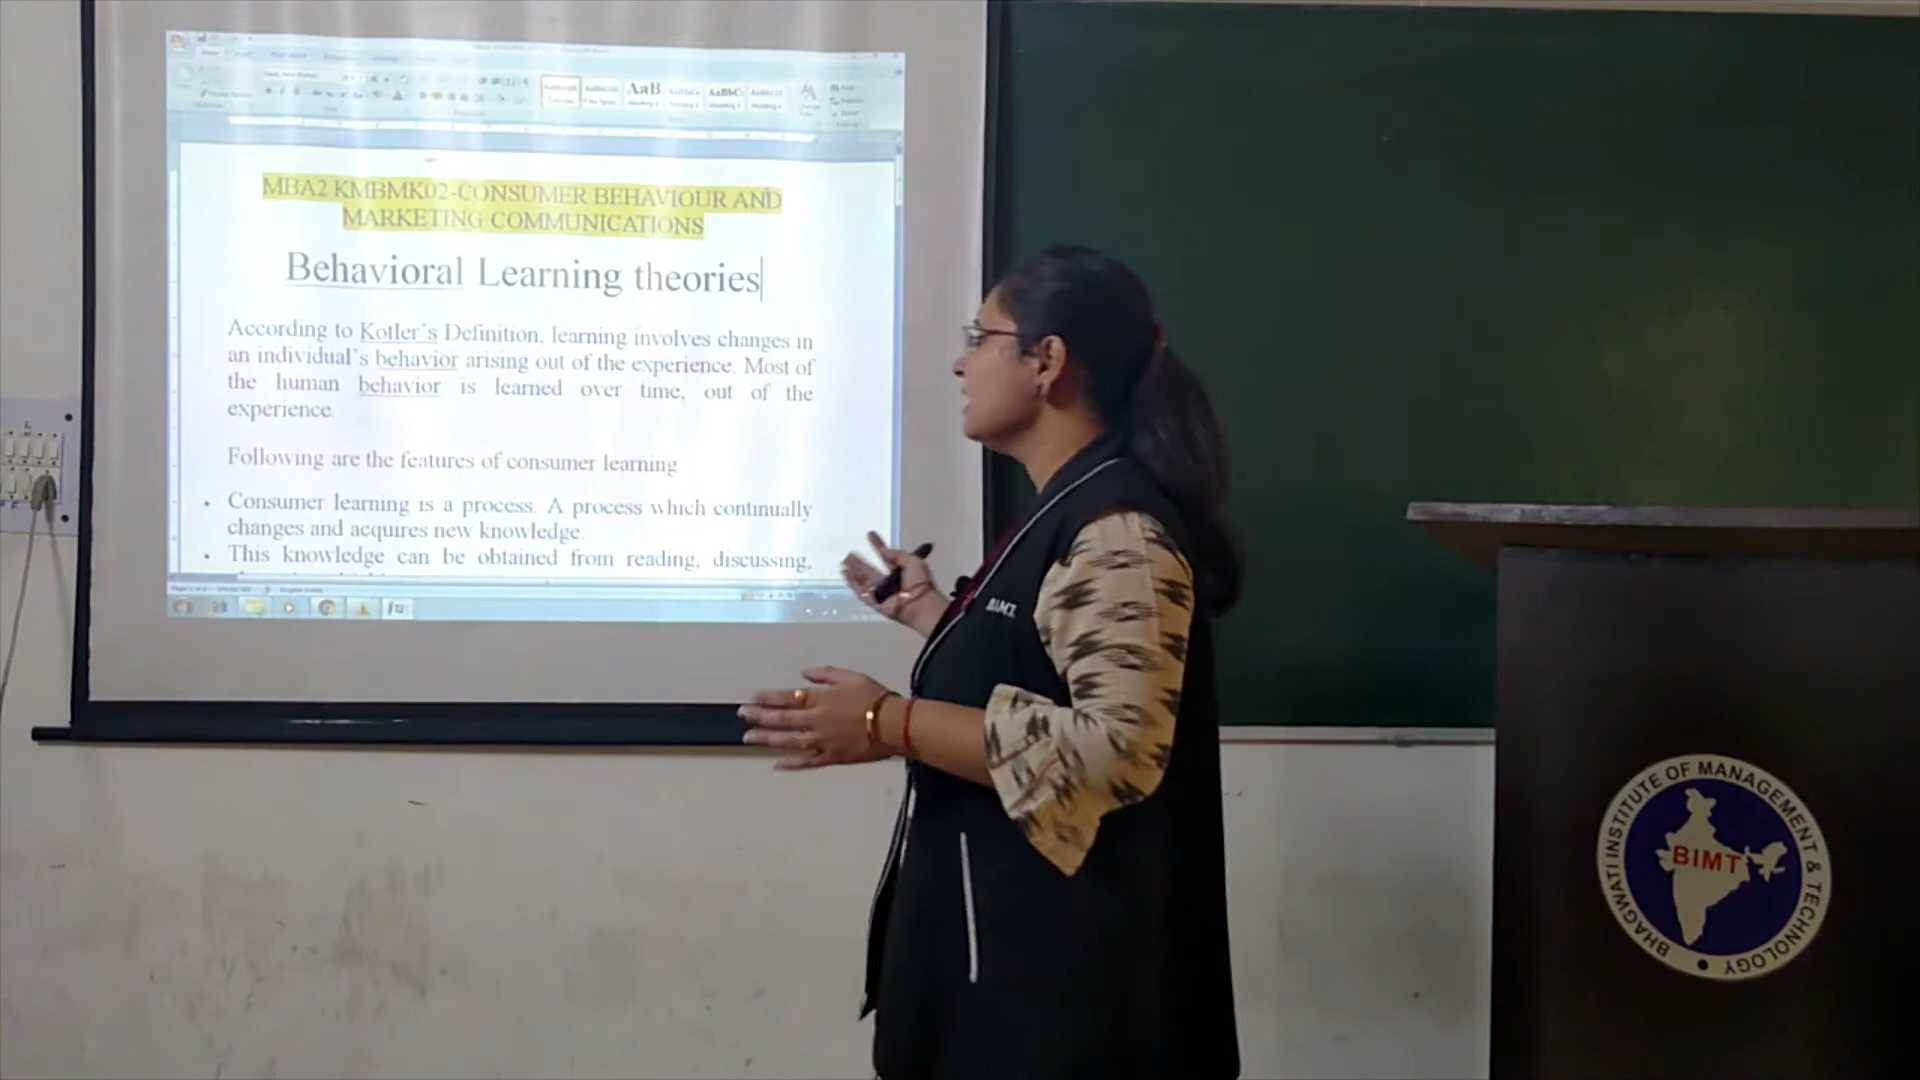 AaB
MBA2 KMBMK02-CONSUMER BEHAVIOUR AND
MARKETING COMMUNICATIONS
Behavioral Learning theories
According to Kotler's Definition, learning involves changes in
an individual's behavior arising out of the experience. Most of
the human behavior is learned over time, out of the
experience.
Following are the features of consumer learning
• Consumer learning is a process. A process which continually
changes and acquires new knowledge.
• This knowledge can be obtained from reading, discussing,
BIMT
BHAGWATI INSTITUTE OF MANAGEMENT & TECHNOLOGY
BIMT